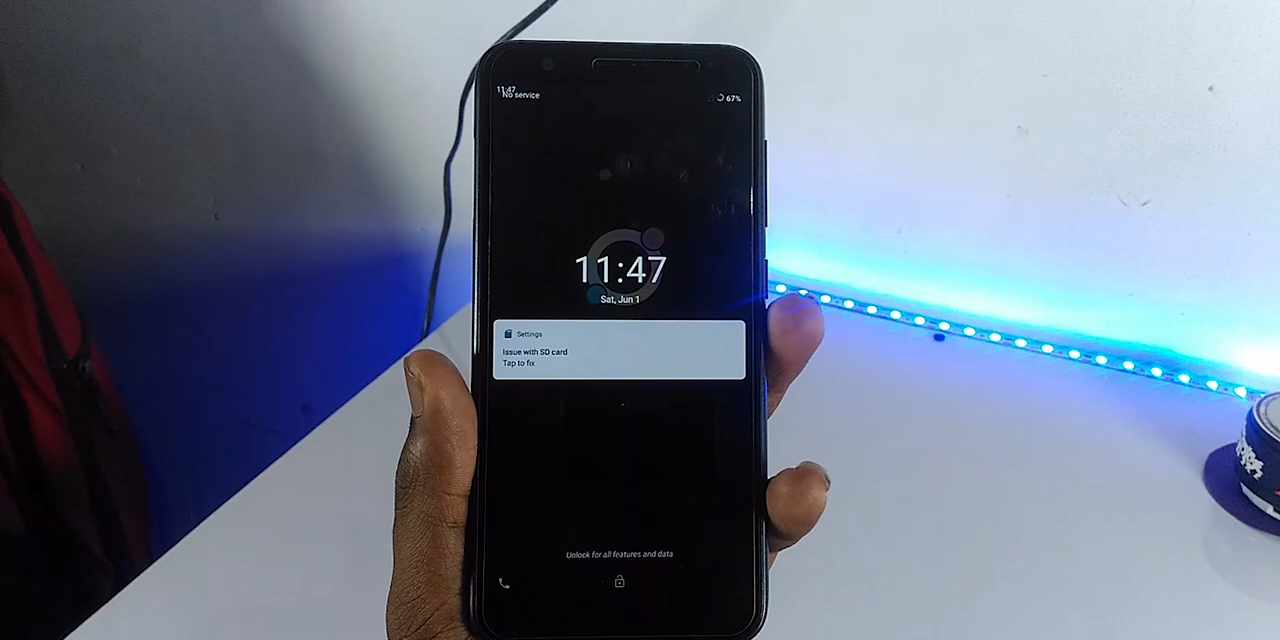 11:47
No service
67%
11:47
Sat, Jun 1
Settings
Issue with SD card
Tap to fix
Unlock for all features and data